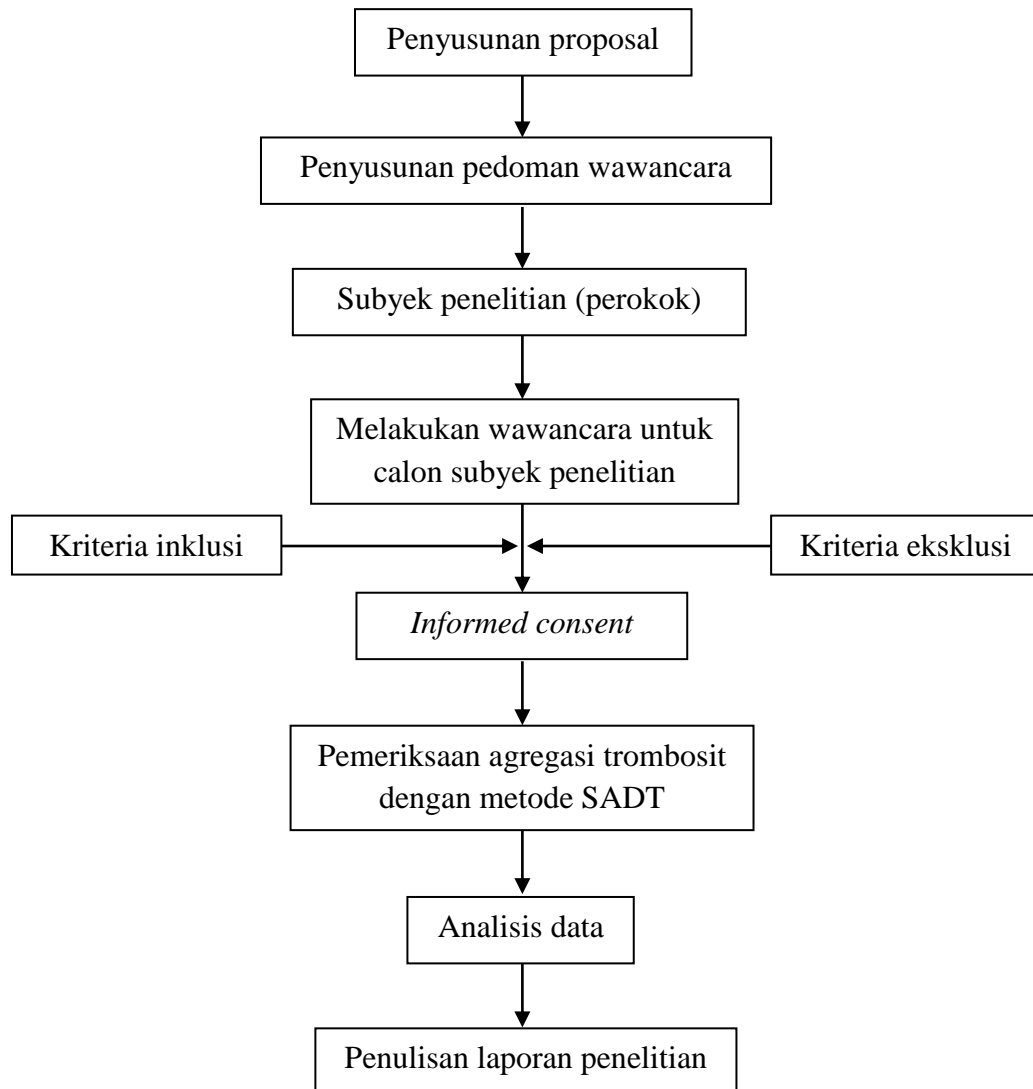 Penyusunan proposal
Penyusunan pedoman wawancara
Subyek penelitian (perokok)
Melakukan wawancara untuk
calon subyek penelitian
Kriteria inklusi
Kriteria eksklusi
Informed consent
Pemeriksaan agregasi trombosit
dengan metode SADT
Analisis data
Penulisan laporan penelitian